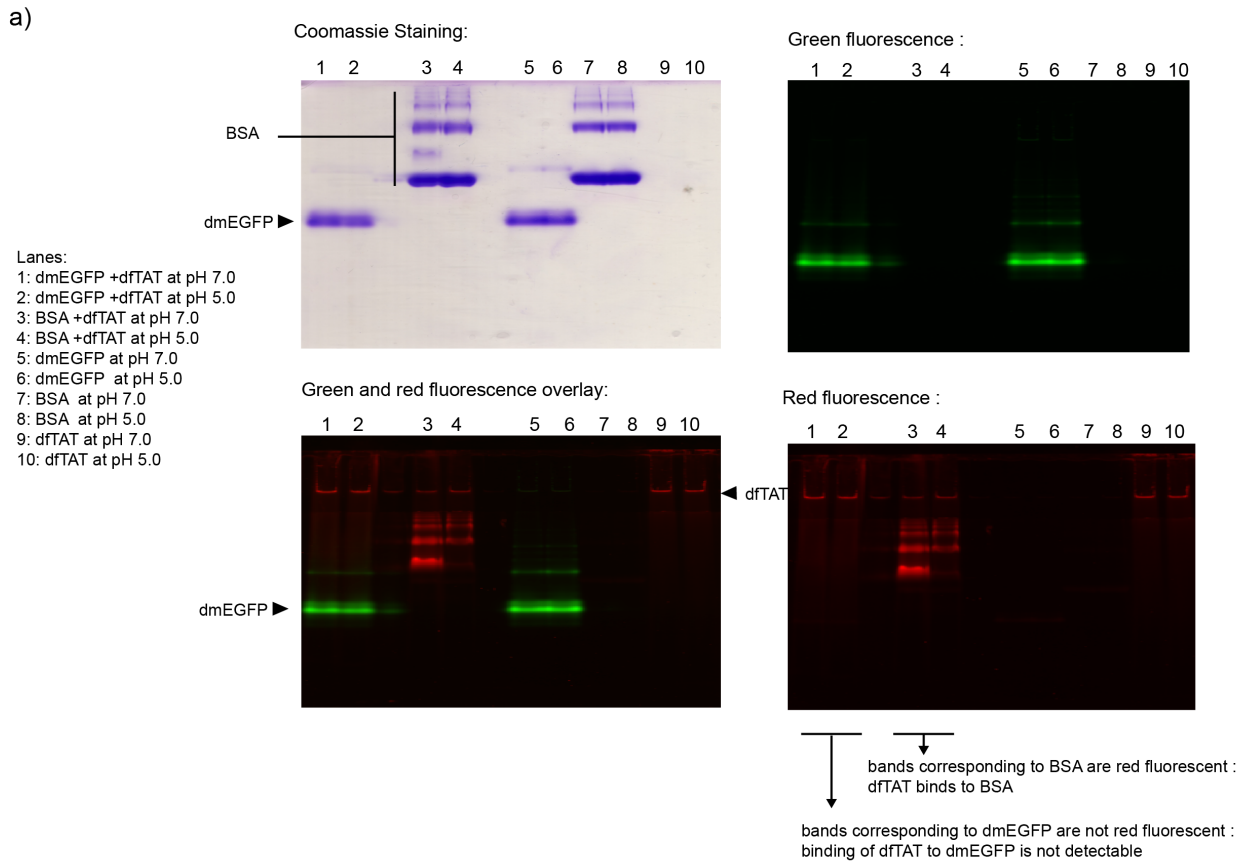 a)
Coomassie Staining:
1 2 3 4 5 6 7 8 9 10
BSA
dmEGFP
Green fluorescence :
1 2 3 4 5 6 7 8 9 10
Lanes:
1: dmEGFP +dfTAT at pH 7.0
2: dmEGFP +dfTAT at pH 5.0
3: BSA +dfTAT at pH 7.0
4: BSA +dfTAT at pH 5.0
5: dmEGFP at pH 7.0
6: dmEGFP  at pH 5.0
7: BSA  at pH 7.0
8: BSA  at pH 5.0
9: dfTAT at pH 7.0
10: dfTAT at pH 5.0
Green and red fluorescence overlay:
1 2 3 4 5 6 7 8 9 10
dfTAT
dmEGFP
Red fluorescence :
1 2 3 4 5 6 7 8 9 10
bands corresponding to BSA are red fluorescent :
dfTAT binds to BSA
bands corresponding to dmEGFP are not red fluorescent :
binding of dfTAT to dmEGFP is not detectable